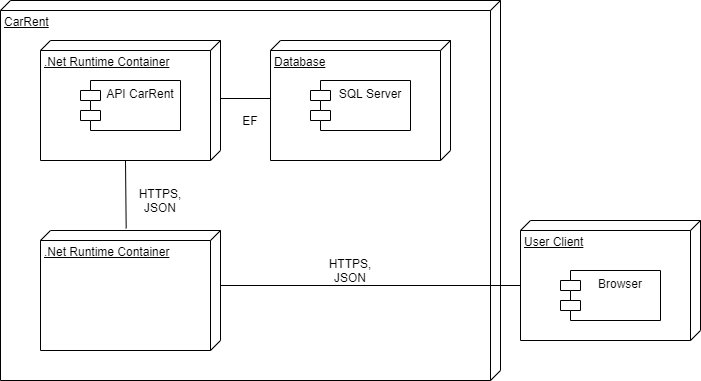 CarRent
.Net Runtime Container
Database
API CarRent
SQL Server
EF
HTTPS,
JSON
.Net Runtime Container
User Client
HTTPS,
JSON
Browser